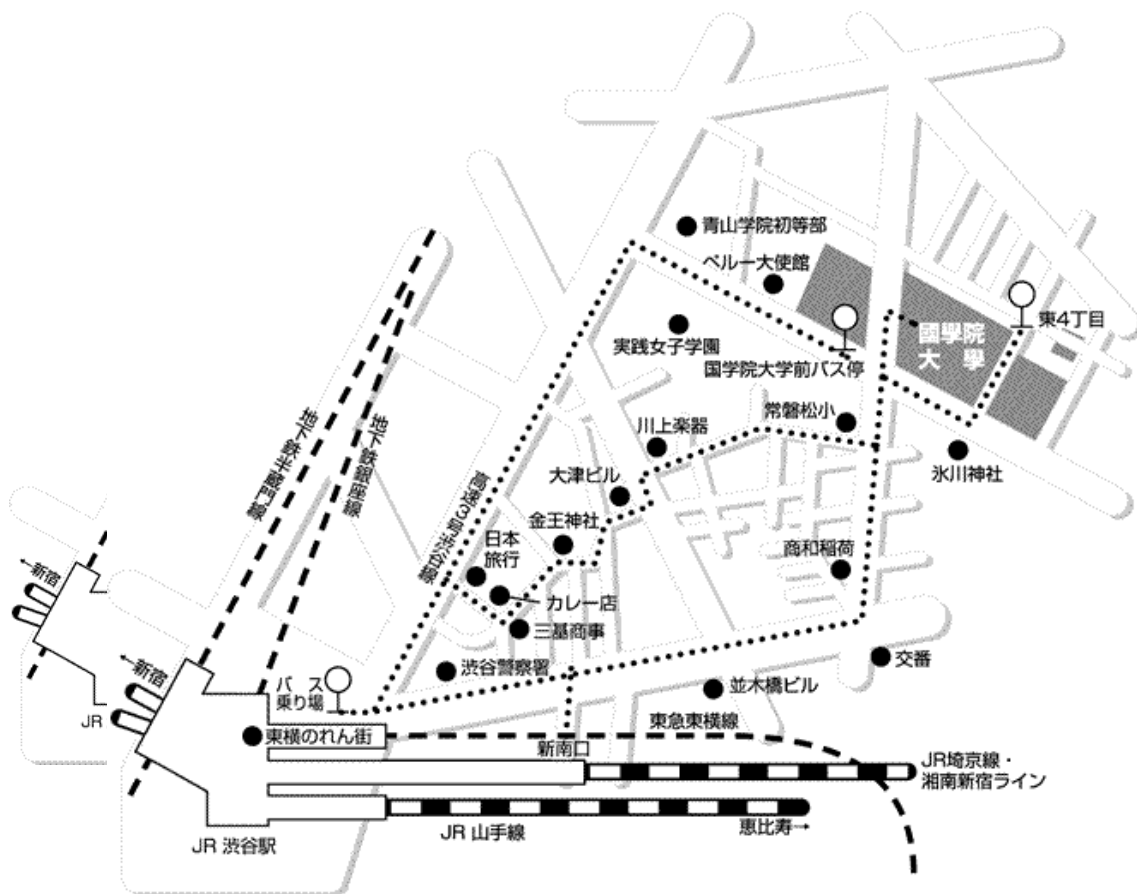 青山学院初等部
ペルー大使館
東4丁目
國學院
大學
実践女子学園
国学院大学前バス停
常磐松小
川上楽器
氷川神社
地下鉄半蔵門線
地下鉄銀座線
高速3号渋谷線
大津ビル
金王神社
日本
旅行
商和稲荷
カレー店
三基商事
←新宿
←新宿
渋谷警察署
交番
バス
乗り場
並木橋ビル
JR
東急東横線
東横のれん街
新南口
JR埼京線・
湘南新宿ライン
JR 山手線
恵比寿→
JR 渋谷駅